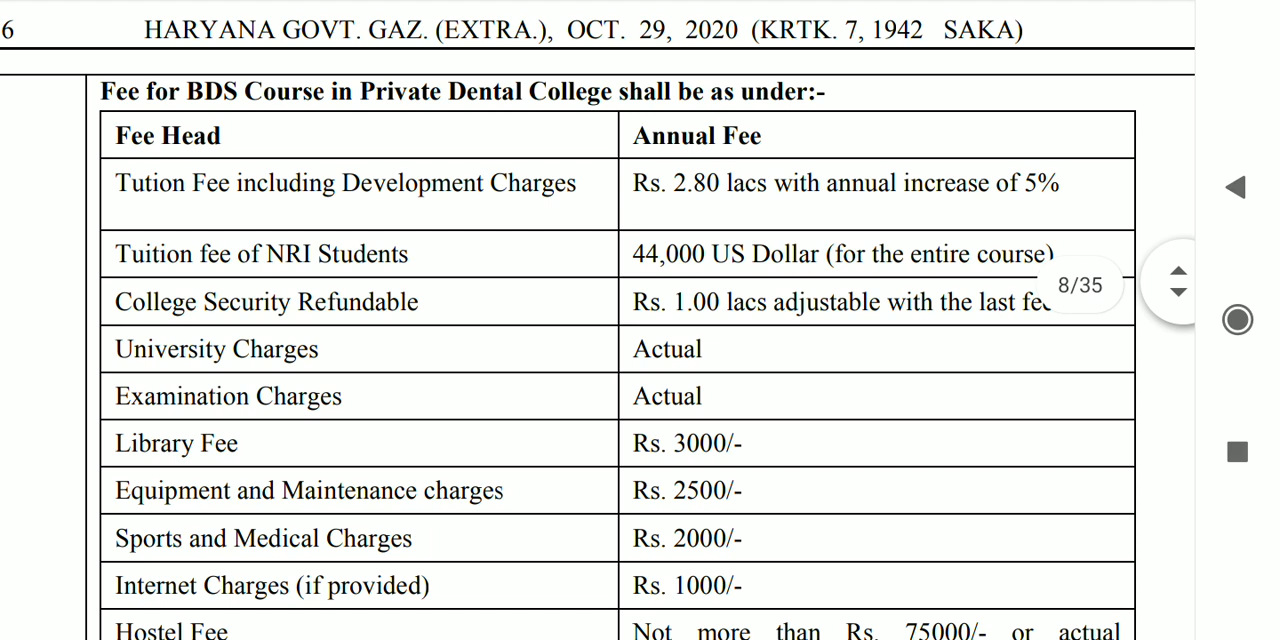 6 HARYANA GOVT. GAZ. (EXTRA.), OCT. 29, 2020 (KRTK. 7, 1942 SAKA)
Fee for BDS Course in Private Dental College shall be as under:-
Fee Head Annual Fee
Tution Fee including Development Charges Rs. 2.80 lacs with annual increase of 5%
Tuition fee of NRI Students 44,000 US Dollar (for the entire course)
8/35
College Security Refundable Rs. 1.00 lacs adjustable with the last fee
University Charges Actual
Examination Charges Actual
Library Fee Rs. 3000/-
Equipment and Maintenance charges Rs. 2500/-
Sports and Medical Charges Rs. 2000/-
Internet Charges (if provided) Rs. 1000/-
Hostel Fee Not more than Rs. 75000/- or actual